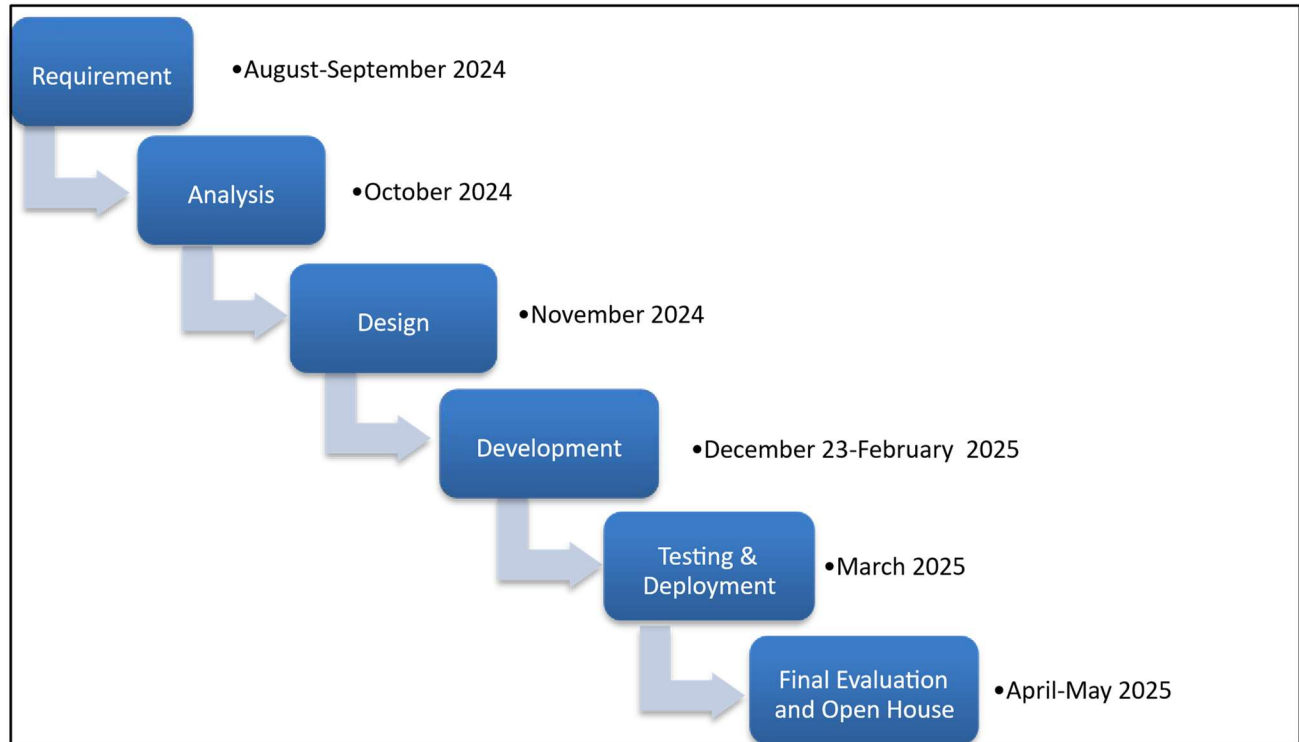 Requirement
•August-September 2024
Analysis
•October 2024
Design
•November 2024
Development
•December 23-February  2025
Testing &
Deployment
•March 2025
Final Evaluation
and Open House
•April-May 2025